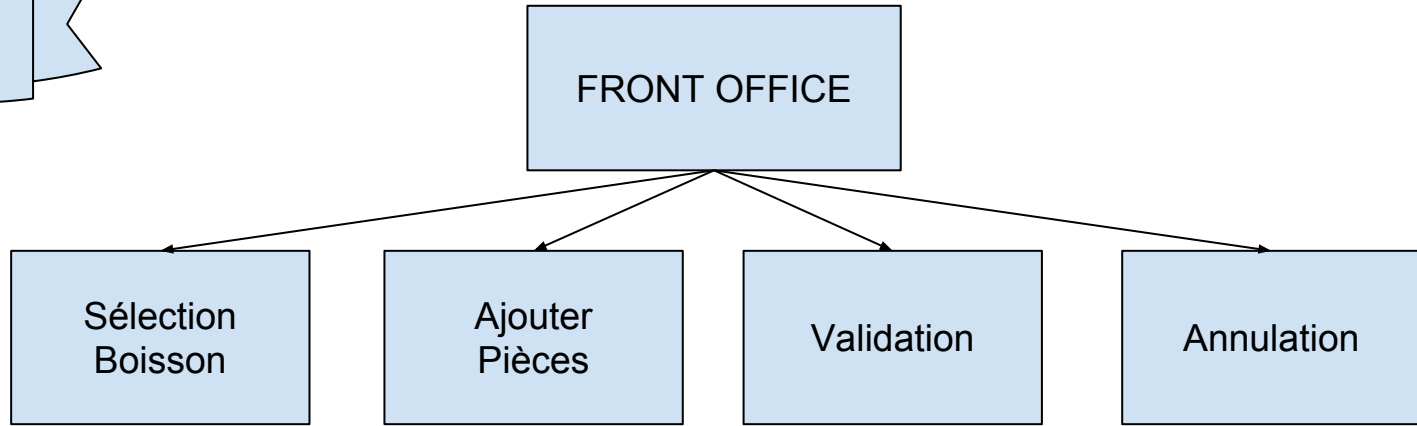 FRONT OFFICE
Sélection
Boisson
Ajouter
Pièces
Validation
Annulation